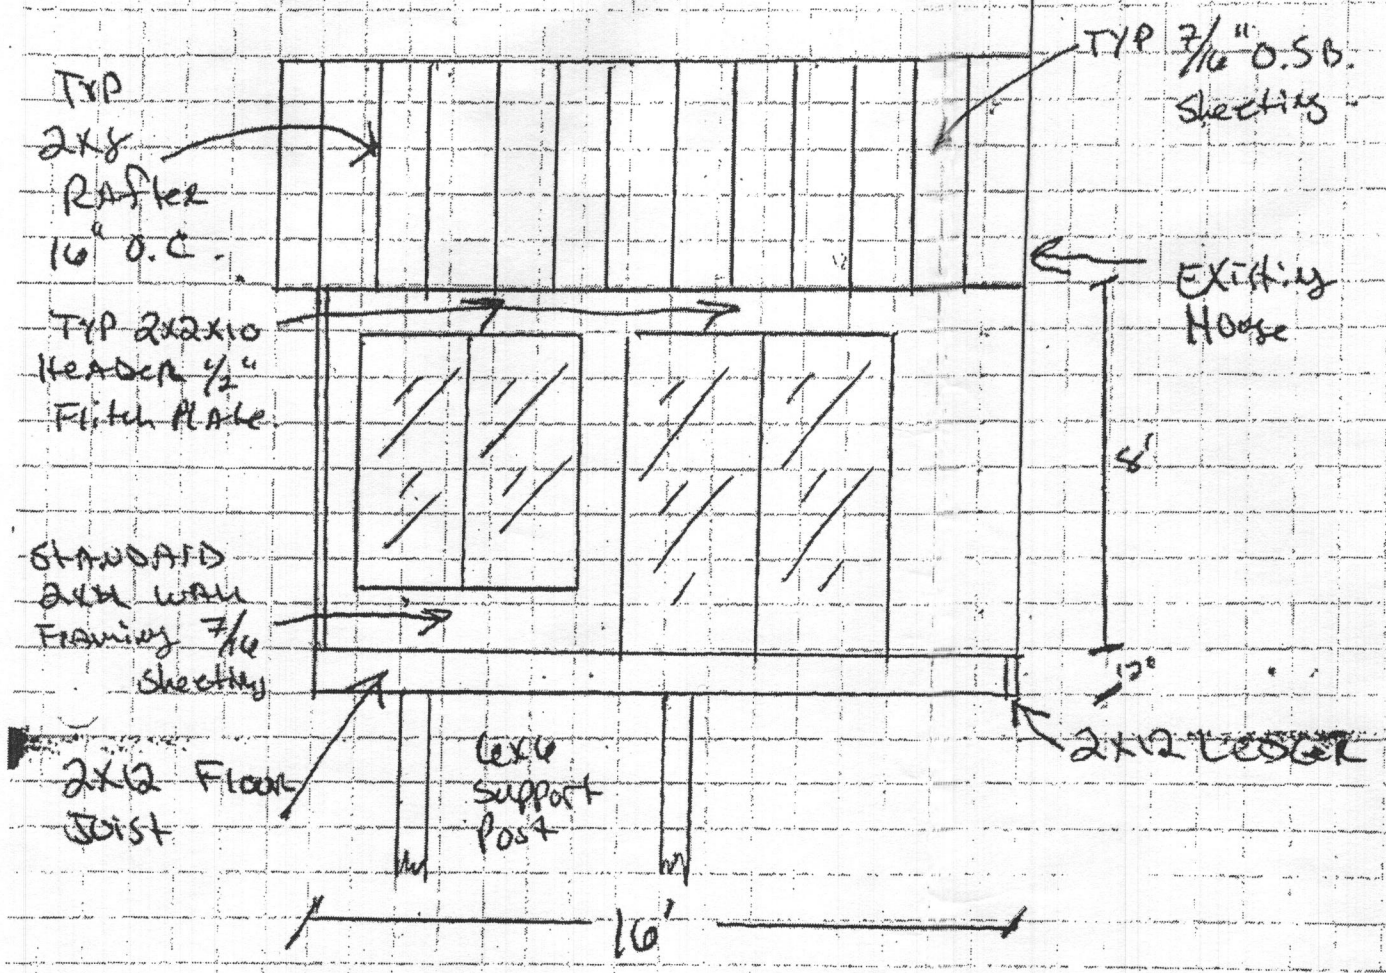 TYP
2x8
RAfter
16" O.C.
TYP 7/16" O.S.B.
Sheeting
Existing
House
TYP 2x2x10
HEADER 1/2"
Flitch Plate
8'
STANDARD
2x4 WALL
Framing 7/16
Sheeting
12"
2x12 LEDGER
2x12 Floor
Joist
6x6
Support
Post
16'